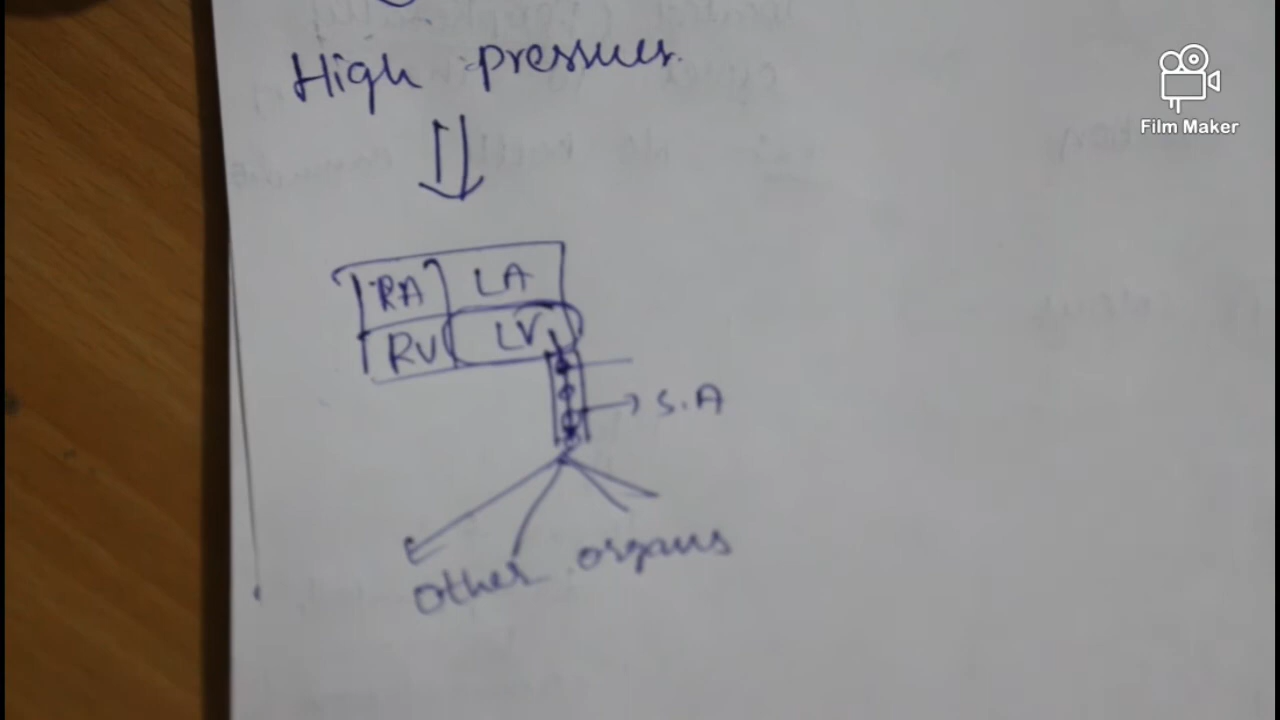 High pressure
Film Maker
RA LA
RV LV
S.A
other organs